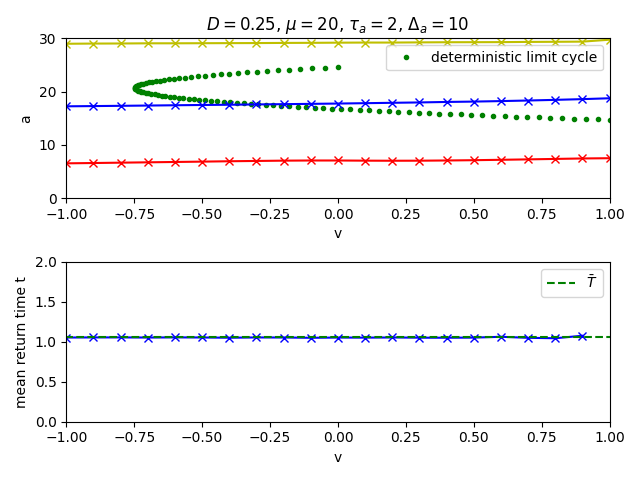 D = 0.25, μ = 20, τ_a = 2, Δ_a = 10
30
20
10
0
a
deterministic limit cycle
−1.00 −0.75 −0.50 −0.25 0.00 0.25 0.50 0.75 1.00
v
2.0
1.5
1.0
0.5
0.0
mean return time t
T̄
−1.00 −0.75 −0.50 −0.25 0.00 0.25 0.50 0.75 1.00
v